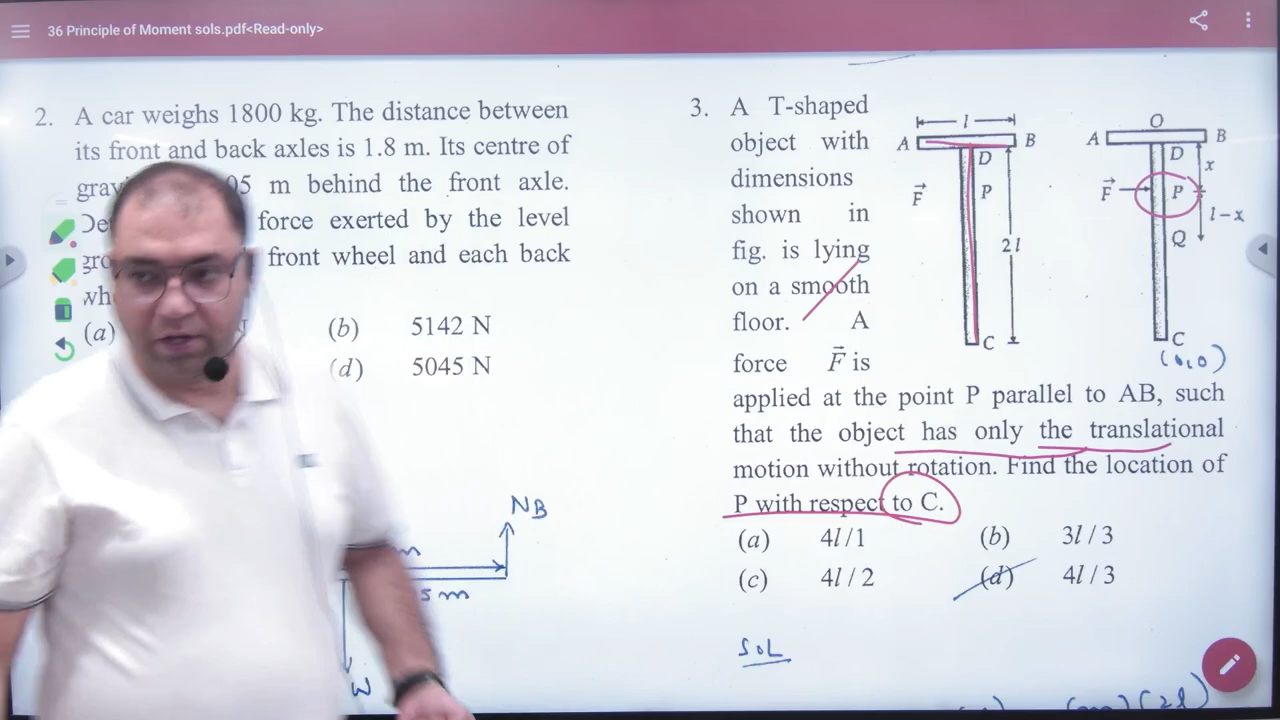 36 Principle of Moment sols.pdf<Read-only>
2. A car weighs 1800 kg. The distance between
its front and back axles is 1.8 m. Its centre of
m behind the front axle.
force exerted by the level
front wheel and each back
(a)
(b) 5142 N
(d) 5045 N
NB
5 m
W
3. A T-shaped
object with
dimensions
shown in
fig. is lying
on a smooth
floor. A
force F⃗ is
applied at the point P parallel to AB, such
that the object has only the translational
motion without rotation. Find the location of
P with respect to C.
(a) 4l/1
(b) 3l / 3
(c) 4l / 2
(d) 4l / 3
l
A
B
D
F⃗
P
2l
C
O
A
B
D
x
F⃗
P
l-x
Q
C
(0,0)
SOL
(m)(2l)